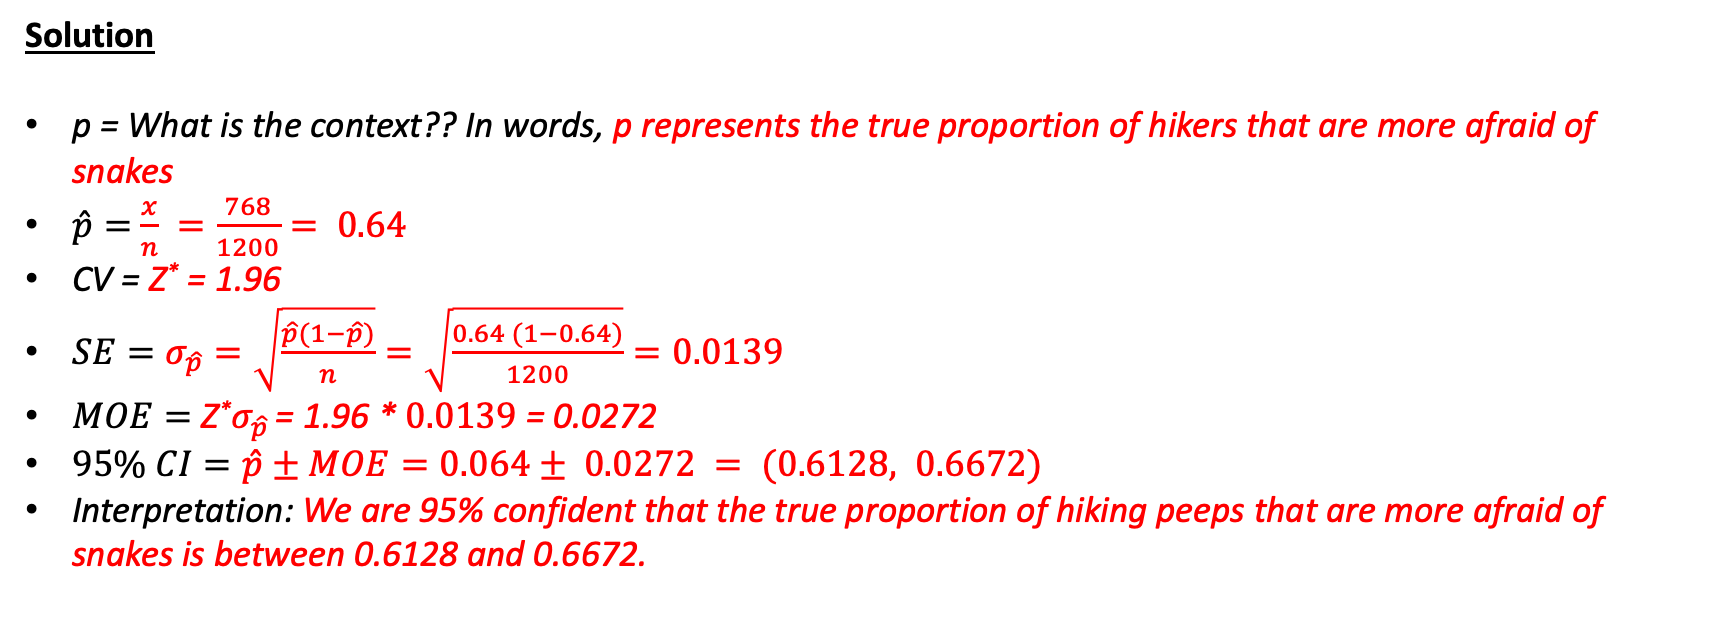 Solution
• p = What is the context?? In words, p represents the true proportion of hikers that are more afraid of
snakes
• p̂ = x/n = 768/1200 = 0.64
• CV = Z* = 1.96
• SE = σp̂ = √(p̂(1−p̂)/n) = √(0.64 (1−0.64)/1200) = 0.0139
• MOE = Z*σp̂ = 1.96 * 0.0139 = 0.0272
• 95% CI = p̂ ± MOE = 0.064 ± 0.0272 = (0.6128, 0.6672)
• Interpretation: We are 95% confident that the true proportion of hiking peeps that are more afraid of
snakes is between 0.6128 and 0.6672.